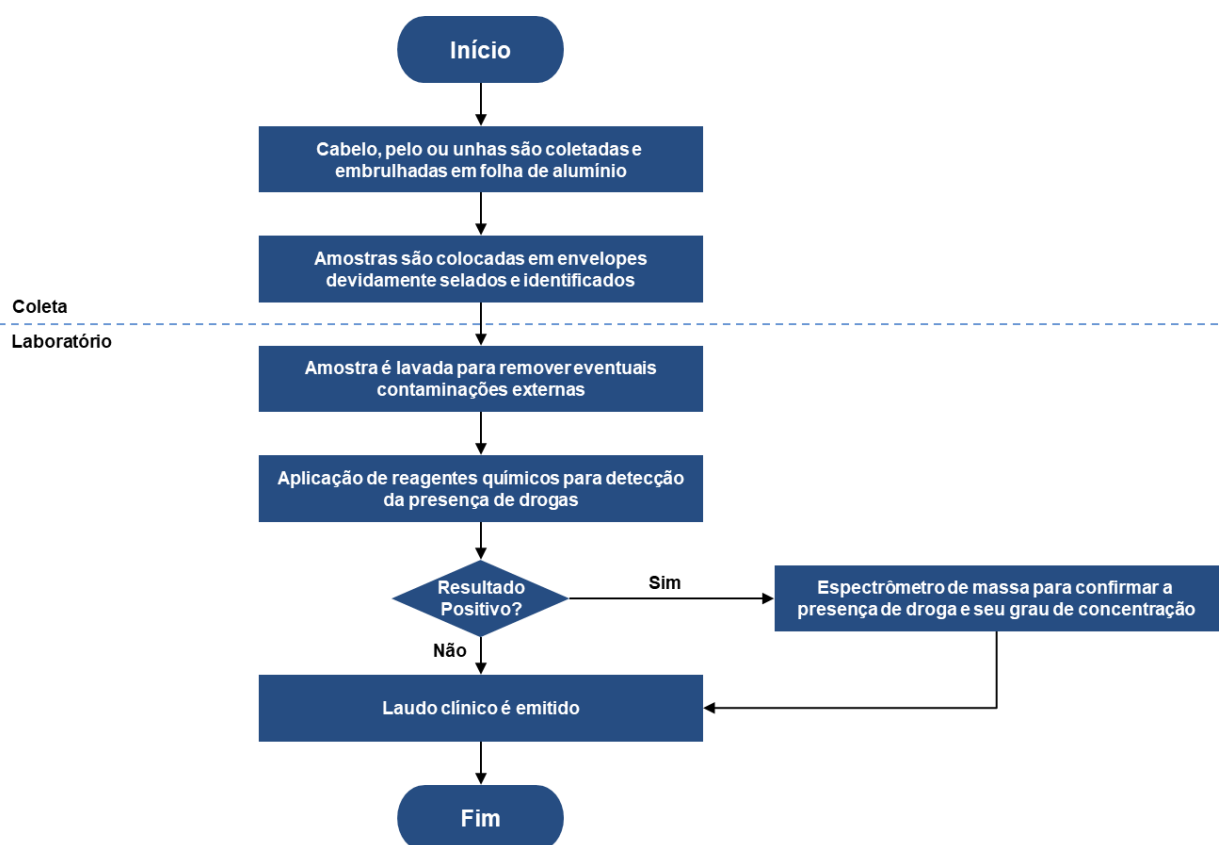 Início
Cabelo, pelo ou unhas são coletadas e
embrulhadas em folha de alumínio
Amostras são colocadas em envelopes
devidamente selados e identificados
Coleta
Laboratório
Amostra é lavada para remover eventuais
contaminações externas
Aplicação de reagentes químicos para detecção
da presença de drogas
Resultado
Positivo?
Sim
Espectrômetro de massa para confirmar a
presença de droga e seu grau de concentração
Não
Laudo clínico é emitido
Fim